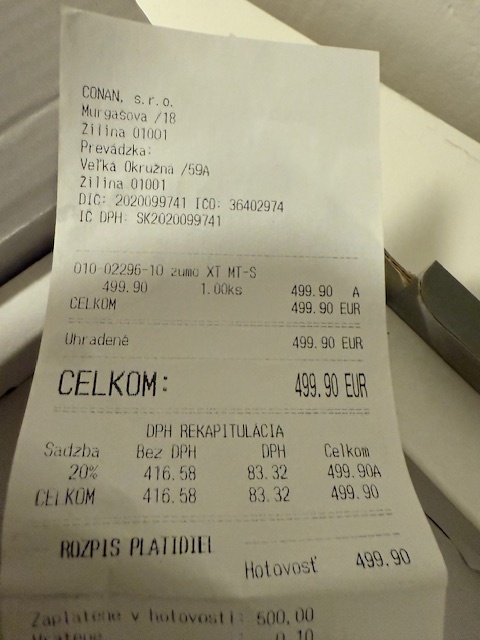 CONAN, s.r.o.
Murgašova /18
Žilina 01001
Prevádzka:
Veľká Okružná /59A
Žilina 01001
DIČ: 2020099741 IČO: 36402974
IČ DPH: SK2020099741
010-02296-10 zumo XT MT-S
499.90 1.00ks 499.90 A
CELKOM 499.90 EUR
Uhradené 499.90 EUR
CELKOM: 499.90 EUR
DPH REKAPITULÁCIA
Sadzba Bez DPH DPH Celkom
20% 416.58 83.32 499.90A
CELKOM 416.58 83.32 499.90
ROZPIS PLATIDIEL
Hotovosť 499.90
Zaplatené v hotovosti: 500,00
Vrátené 0,10